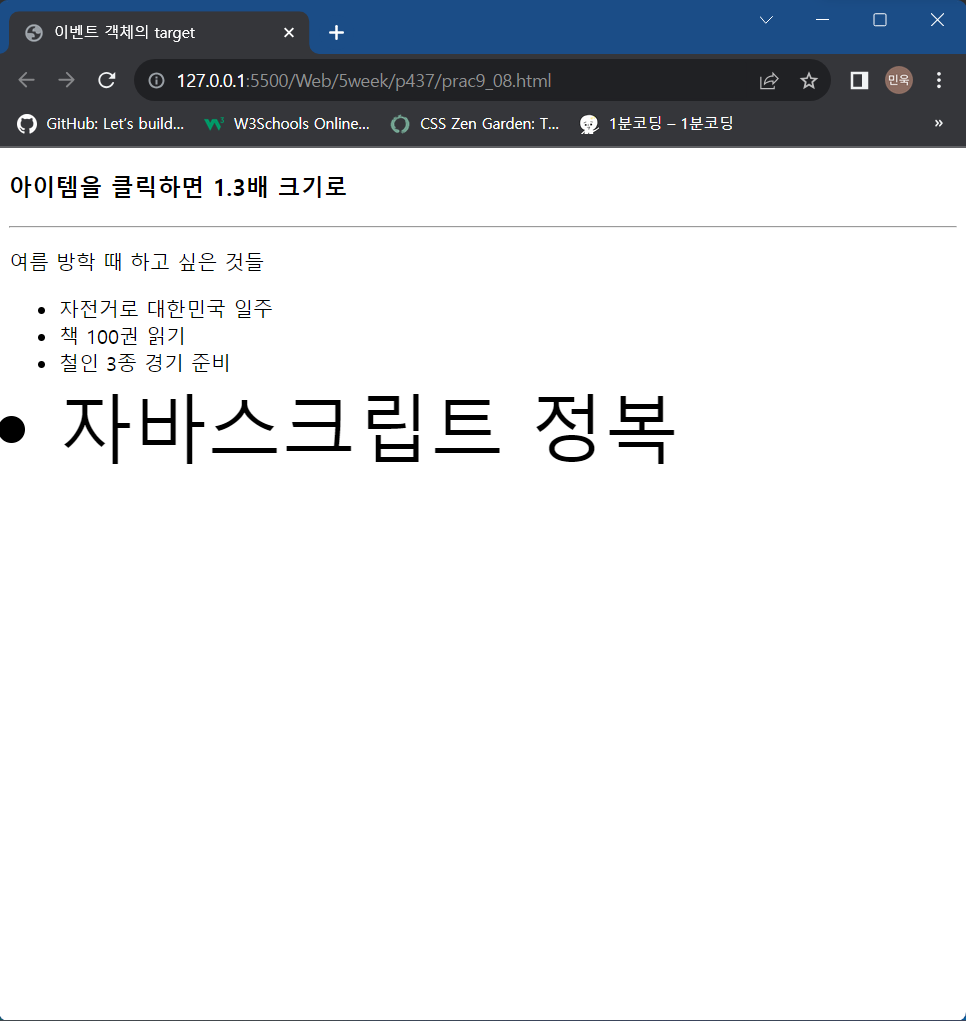 이벤트 객체의 target
127.0.0.1:5500/Web/5week/p437/prac9_08.html
민욱
GitHub: Let's build... W3Schools Online... CSS Zen Garden: T... 1분코딩 – 1분코딩 »
아이템을 클릭하면 1.3배 크기로
여름 방학 때 하고 싶은 것들
• 자전거로 대한민국 일주
• 책 100권 읽기
• 철인 3종 경기 준비
• 자바스크립트 정복